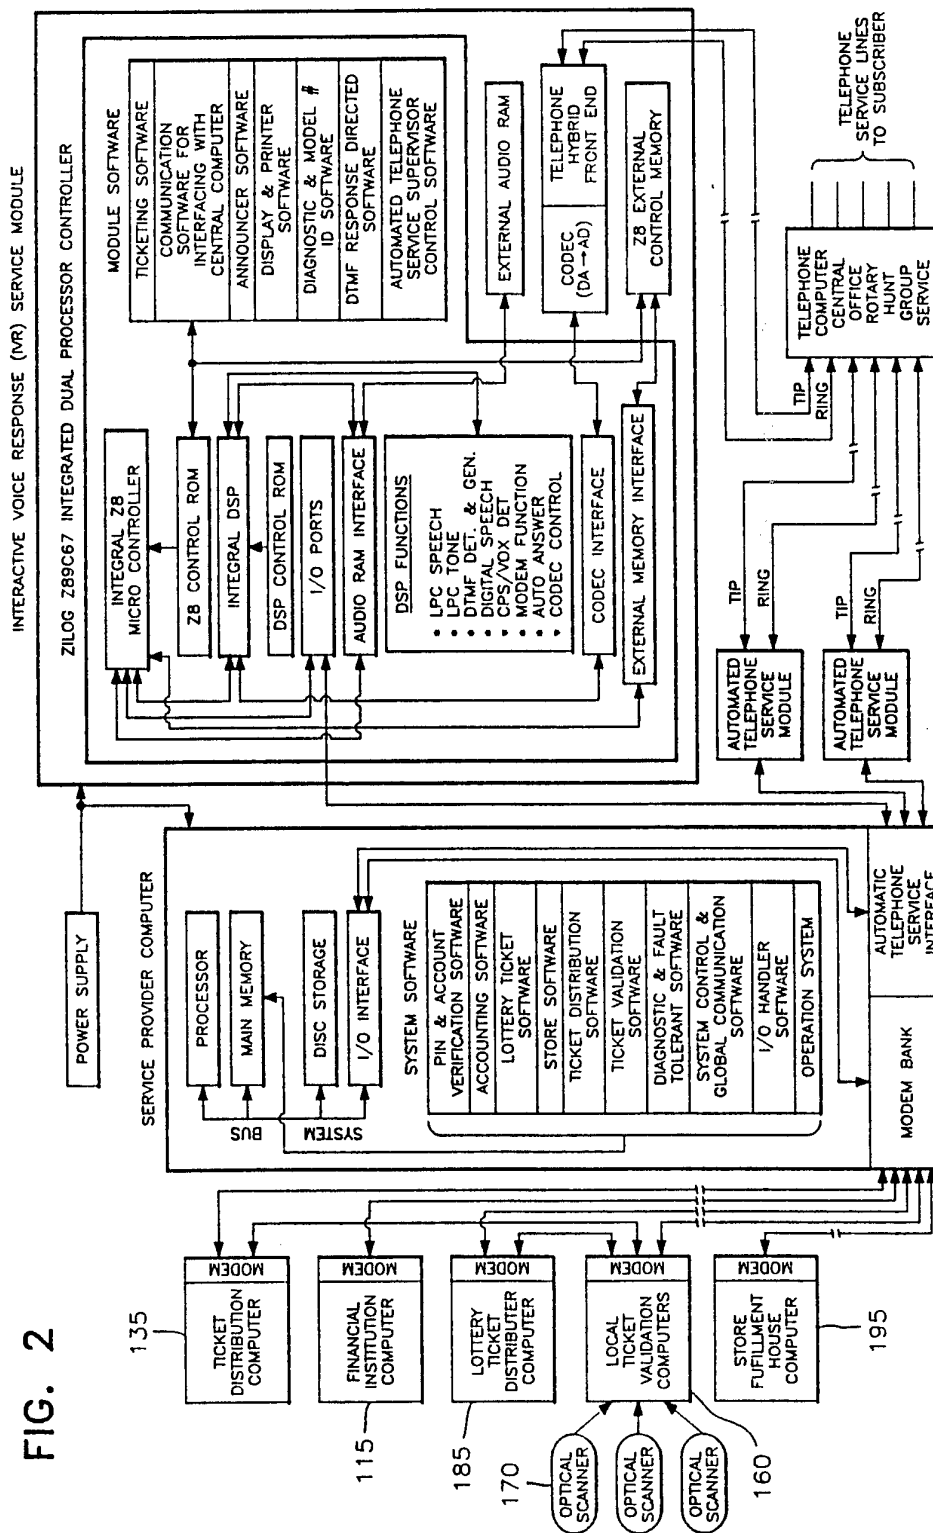 FIG. 2
INTERACTIVE VOICE RESPONSE (IVR) SERVICE MODULE
ZILOG Z89C67 INTEGRATED DUAL PROCESSOR CONTROLLER
INTEGRAL Z8
MICRO CONTROLLER
Z8 CONTROL ROM
INTEGRAL DSP
DSP CONTROL ROM
I/O PORTS
AUDIO RAM INTERFACE
DSP FUNCTIONS
• LPC SPEECH
• LPC TONE
• DTMF DET. & GEN.
• DIGITAL SPEECH
• CPS/VOX DET
• MODEM FUNCTION
• AUTO ANSWER
• CODEC CONTROL
CODEC INTERFACE
EXTERNAL MEMORY INTERFACE
MODULE SOFTWARE
TICKETING SOFTWARE
COMMUNICATION
SOFTWARE FOR
INTERFACING WITH
CENTRAL COMPUTER
ANNOUNCER SOFTWARE
DISPLAY & PRINTER
SOFTWARE
DIAGNOSTIC & MODEL #
ID SOFTWARE
DTMF RESPONSE DIRECTED
SOFTWARE
AUTOMATED TELEPHONE
SERVICE SUPERVISOR
CONTROL SOFTWARE
EXTERNAL AUDIO RAM
CODEC
(DA→AD)
TELEPHONE
HYBRID
FRONT END
Z8 EXTERNAL
CONTROL MEMORY
POWER SUPPLY
SERVICE PROVIDER COMPUTER
PROCESSOR
MAIN MEMORY
DISC STORAGE
I/O INTERFACE
BUS
SYSTEM
SYSTEM SOFTWARE
PIN & ACCOUNT
VERIFICATION SOFTWARE
ACCOUNTING SOFTWARE
LOTTERY TICKET
SOFTWARE
STORE SOFTWARE
TICKET DISTRIBUTION
SOFTWARE
TICKET VALIDATION
SOFTWARE
DIAGNOSTIC & FAULT
TOLERANT SOFTWARE
SYSTEM CONTROL &
GLOBAL COMMUNICATION
SOFTWARE
I/O HANDLER
SOFTWARE
OPERATION SYSTEM
MODEM BANK
AUTOMATIC
TELEPHONE
SERVICE
INTERFACE
AUTOMATED
TELEPHONE
SERVICE
MODULE
AUTOMATED
TELEPHONE
SERVICE
MODULE
TIP
RING
TIP
RING
TIP
RING
TELEPHONE
COMPUTER
CENTRAL
OFFICE
ROTARY
HUNT
GROUP
SERVICE
TELEPHONE
SERVICE LINES
TO SUBSCRIBER
135
TICKET
DISTRIBUTION
COMPUTER
MODEM
115
FINANCIAL
INSTITUTION
COMPUTER
MODEM
185
LOTTERY
TICKET
DISTRIBUTER
COMPUTER
MODEM
170
OPTICAL
SCANNER
OPTICAL
SCANNER
OPTICAL
SCANNER
160
LOCAL
TICKET
VALIDATION
COMPUTERS
MODEM
195
STORE
FUFILLMENT
HOUSE
COMPUTER
MODEM